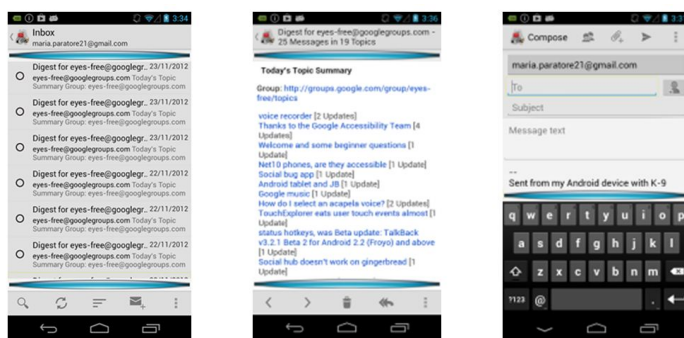 3:34
Inbox
maria.paratore21@gmail.com
Digest for eyes-free@googlegr.. 23/11/2012
eyes-free@googlegroups.com Today's Topic
Summary Group: eyes-free@googlegroups.com
Digest for eyes-free@googlegr.. 23/11/2012
eyes-free@googlegroups.com Today's Topic
Summary Group: eyes-free@googlegroups.com
Digest for eyes-free@googlegr.. 23/11/2012
eyes-free@googlegroups.com Today's Topic
Summary Group: eyes-free@googlegroups.com
Digest for eyes-free@googlegr.. 22/11/2012
eyes-free@googlegroups.com Today's Topic
Summary Group: eyes-free@googlegroups.com
Digest for eyes-free@googlegr.. 22/11/2012
eyes-free@googlegroups.com Today's Topic
Summary Group: eyes-free@googlegroups.com
Digest for eyes-free@googlegr.. 22/11/2012
eyes-free@googlegroups.com Today's Topic
Summary Group: eyes-free@googlegroups.com
3:36
Digest for eyes-free@googlegroups.com -
25 Messages in 19 Topics
Today's Topic Summary
Group: http://groups.google.com/group/eyes-
free/topics
voice recorder [2 Updates]
Thanks to the Google Accessibility Team [4
Updates]
Welcome and some beginner questions [1
Update]
Net10 phones, are they accessible [1 Update]
Social bug app [1 Update]
Android tablet and JB [1 Update]
Google music [1 Update]
How do I select an acapela voice? [2 Updates]
TouchExplorer eats user touch events almost [1
Update]
status hotkeys, was Beta update: TalkBack
v3.2.1 Beta 2 for Android 2.2 (Froyo) and above
[1 Update]
Social hub doesn't work on gingerbread [1
Update]
Compose
maria.paratore21@gmail.com
To
Subject
Message text
--
Sent from my Android device with K-9
q w e r t y u i o p
a s d f g h j k l
z x c v b n m
?123 @ .